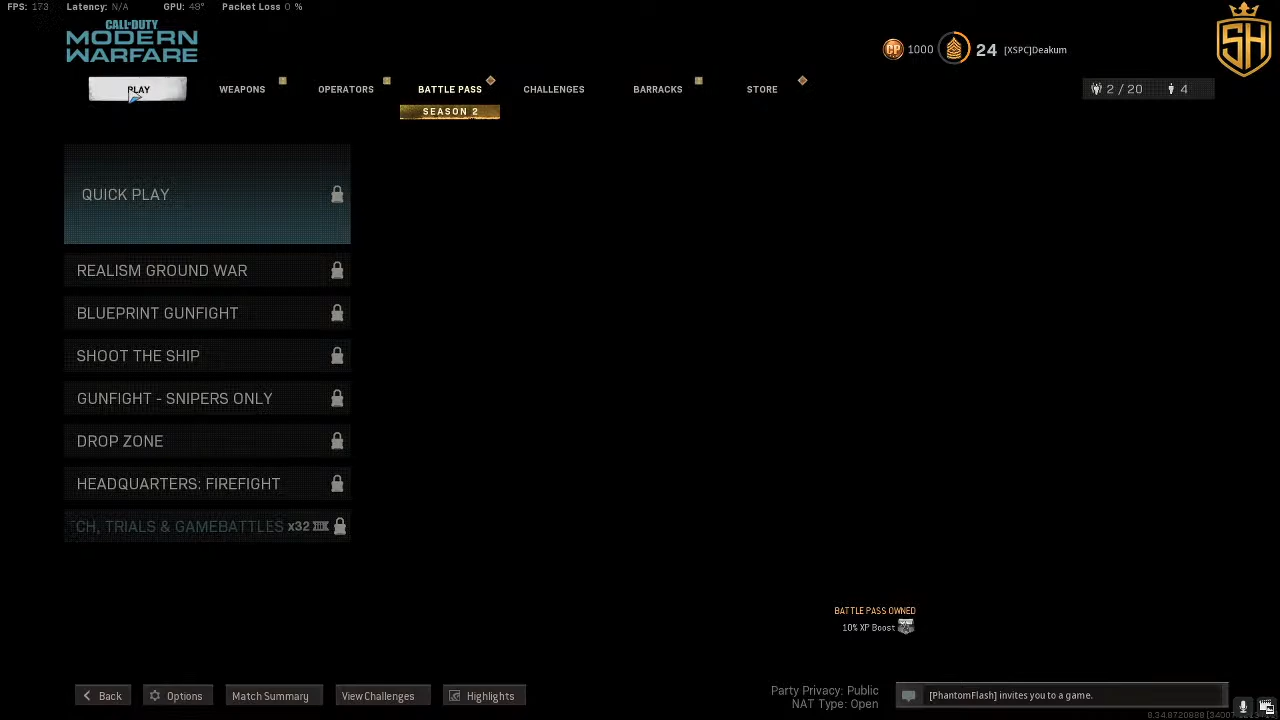 FPS: 173 Latency: N/A GPU: 48° Packet Loss 0 %
CALL OF DUTY
MODERN
WARFARE
CP 1000 24 [XSPC]Deakum
SH
PLAY WEAPONS OPERATORS BATTLE PASS CHALLENGES BARRACKS STORE
2 / 20 4
SEASON 2
QUICK PLAY
REALISM GROUND WAR
BLUEPRINT GUNFIGHT
SHOOT THE SHIP
GUNFIGHT - SNIPERS ONLY
DROP ZONE
HEADQUARTERS: FIREFIGHT
CH, TRIALS & GAMEBATTLES x32
BATTLE PASS OWNED
10% XP Boost
Back Options Match Summary View Challenges Highlights
Party Privacy: Public
NAT Type: Open
[PhantomFlash] invites you to a game.